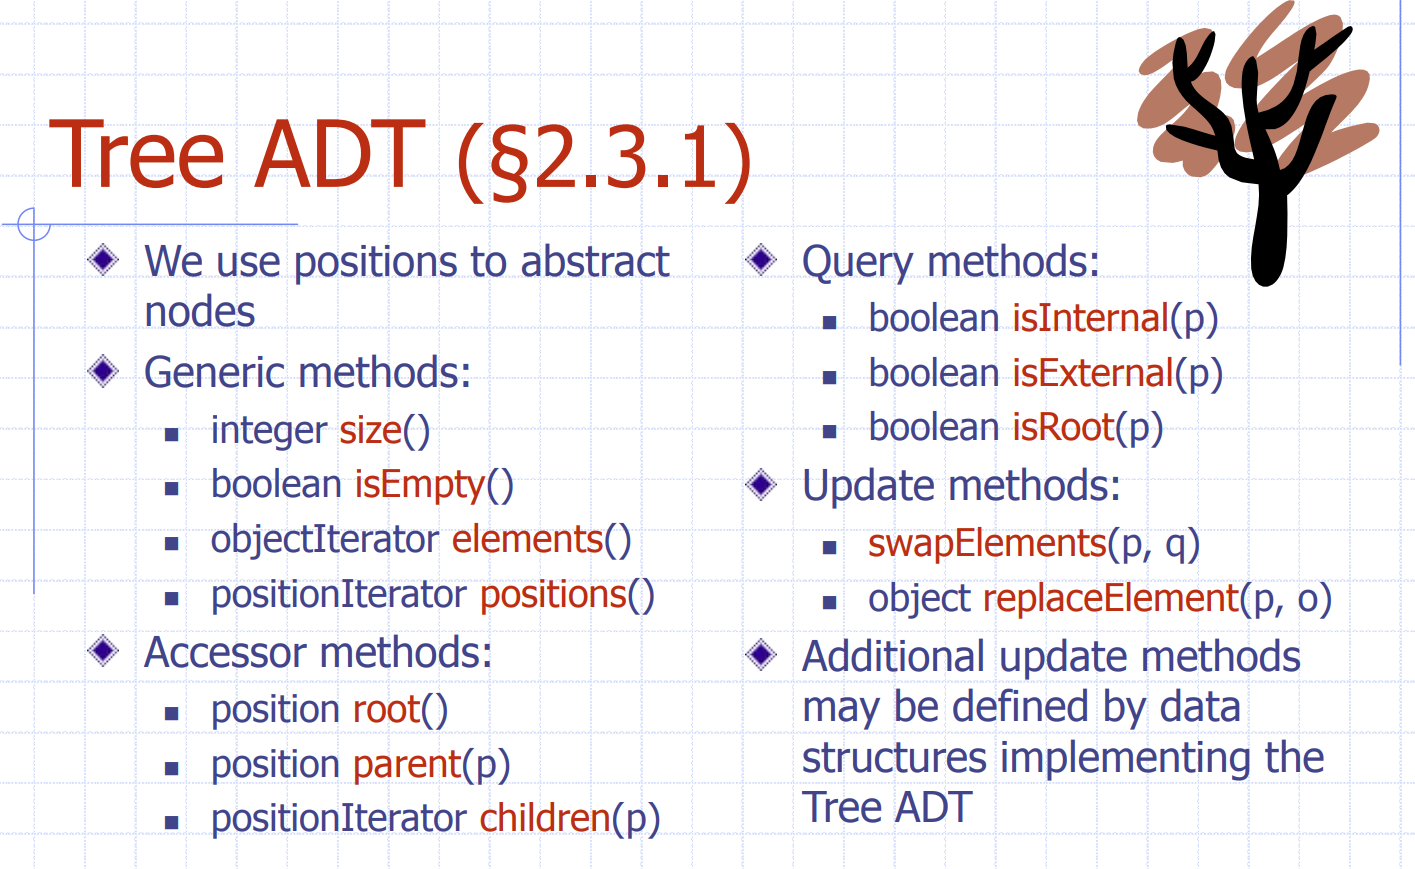 Tree ADT (§2.3.1)
We use positions to abstract
nodes
Generic methods:
integer size()
boolean isEmpty()
objectIterator elements()
positionIterator positions()
Accessor methods:
position root()
position parent(p)
positionIterator children(p)
Query methods:
boolean isInternal(p)
boolean isExternal(p)
boolean isRoot(p)
Update methods:
swapElements(p, q)
object replaceElement(p, o)
Additional update methods
may be defined by data
structures implementing the
Tree ADT